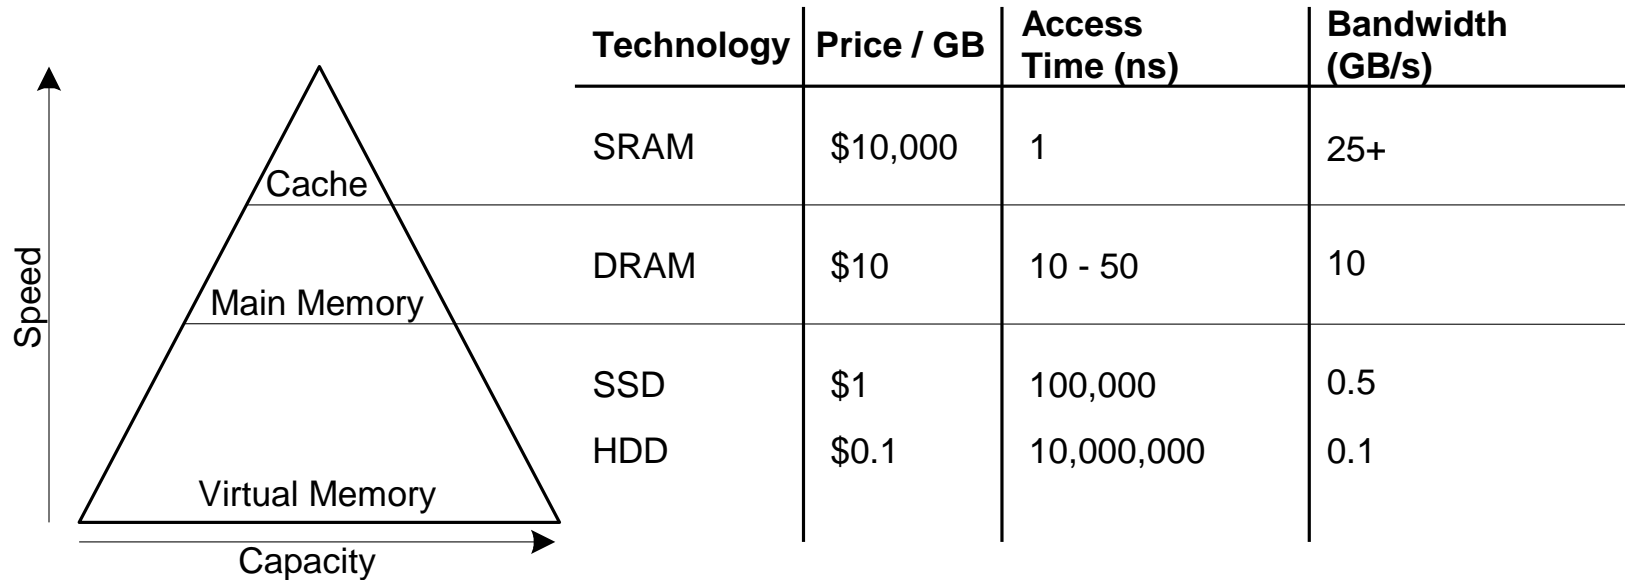 Technology Price / GB Access Time (ns) Bandwidth (GB/s)
SRAM $10,000 1 25+
Cache
DRAM $10 10 - 50 10
Main Memory
SSD $1 100,000 0.5
HDD $0.1 10,000,000 0.1
Virtual Memory
Speed
Capacity